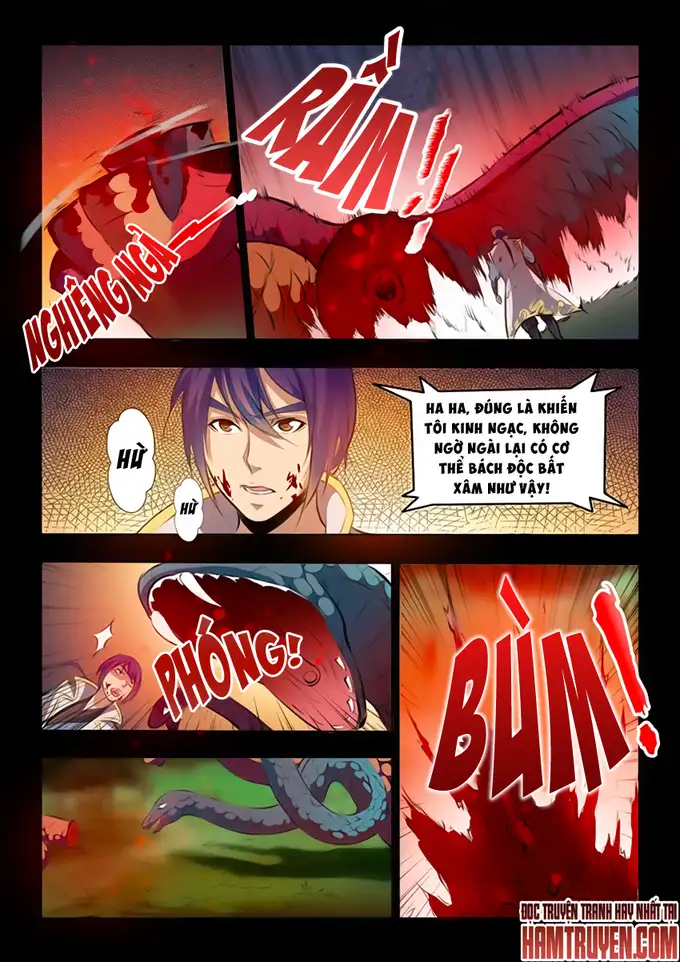 RẦM!!
NGHIÊNG NGẢ
HỪ
HỪ
HA HA, ĐÚNG LÀ KHIẾN
TÔI KINH NGẠC, KHÔNG
NGỜ NGÀI LẠI CÓ CƠ
THỂ BÁCH ĐỘC BẤT
XÂM NHƯ VẬY!
PHÓNG!
BÙM!
ĐỌC TRUYỆN TRANH HAY NHẤT TẠI
HAMTRUYEN.COM